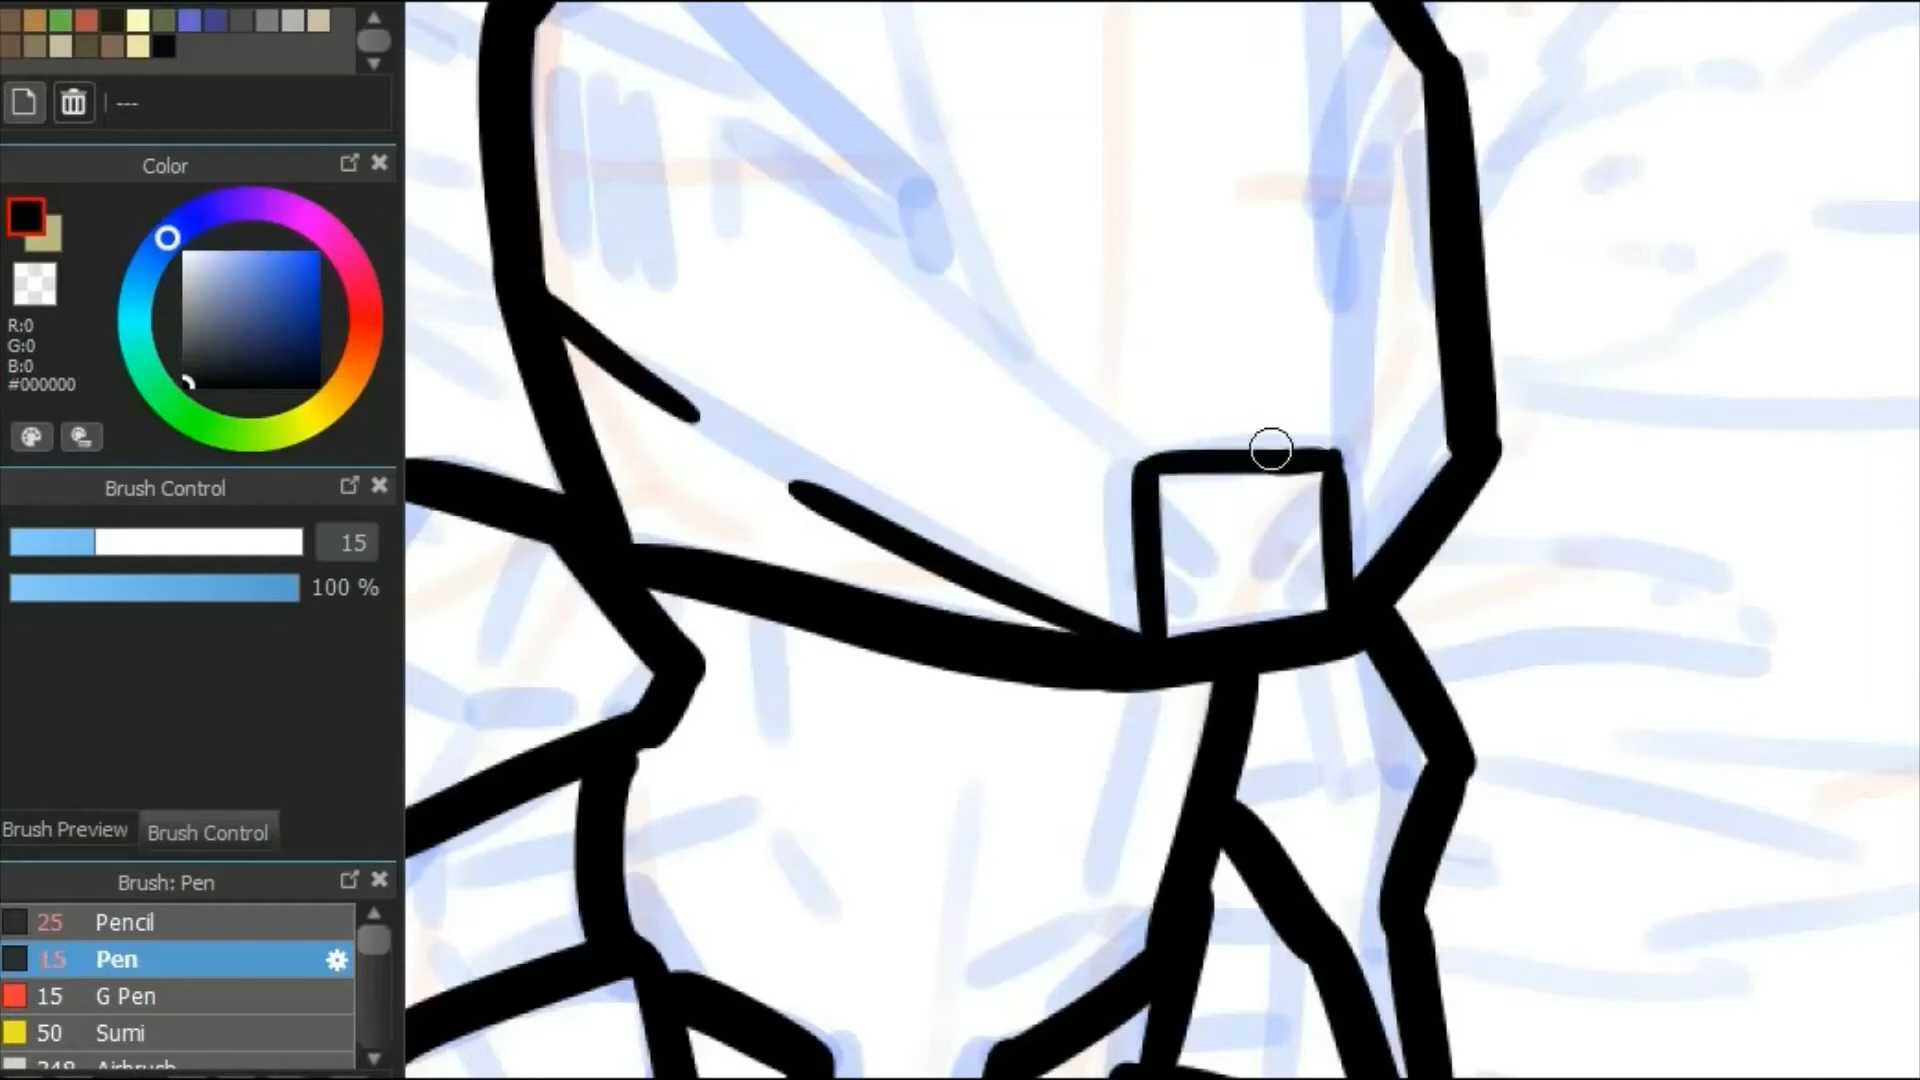 ---
Color
R:0
G:0
B:0
#000000
Brush Control
15
100 %
Brush Preview
Brush Control
Brush: Pen
25 Pencil
15 Pen
15 G Pen
50 Sumi
Airbrush